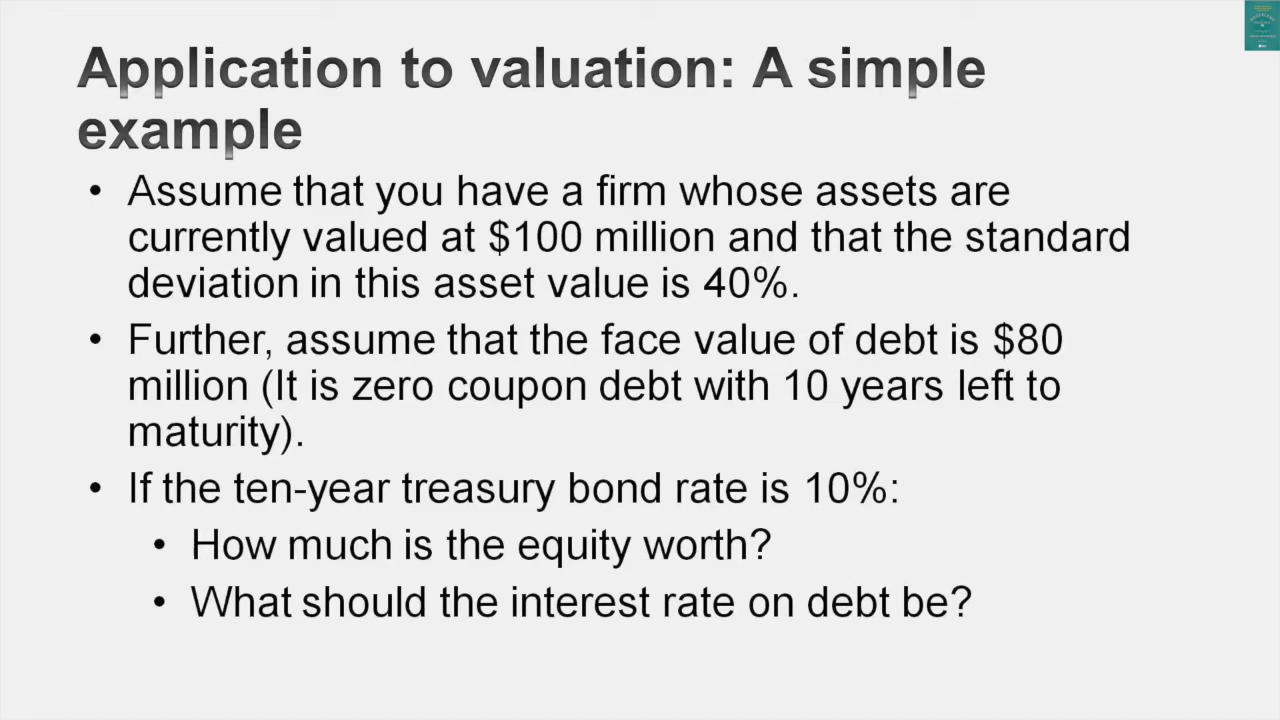 Application to valuation: A simple
example
• Assume that you have a firm whose assets are
currently valued at $100 million and that the standard
deviation in this asset value is 40%.
• Further, assume that the face value of debt is $80
million (It is zero coupon debt with 10 years left to
maturity).
• If the ten-year treasury bond rate is 10%:
• How much is the equity worth?
• What should the interest rate on debt be?